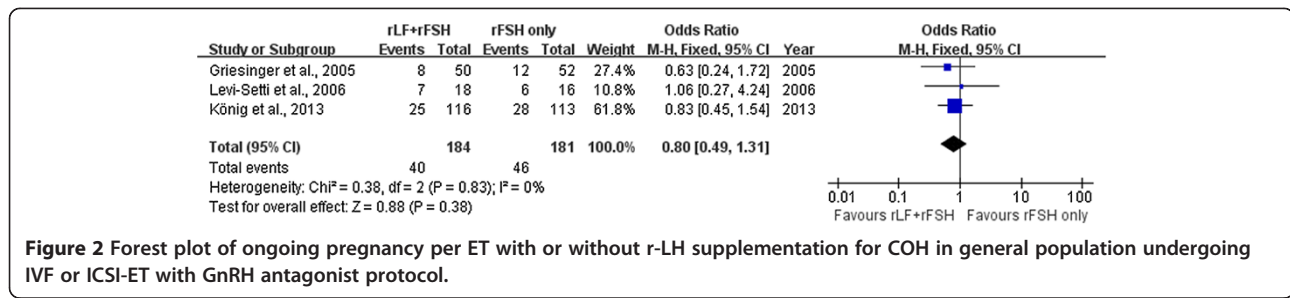 rLF+rFSH rFSH only Odds Ratio Odds Ratio
Study or Subgroup Events Total Events Total Weight M-H, Fixed, 95% CI Year M-H, Fixed, 95% CI
Griesinger et al., 2005 8 50 12 52 27.4% 0.63 [0.24, 1.72] 2005
Levi-Setti et al., 2006 7 18 6 16 10.8% 1.06 [0.27, 4.24] 2006
König et al., 2013 25 116 28 113 61.8% 0.83 [0.45, 1.54] 2013
Total (95% CI) 184 181 100.0% 0.80 [0.49, 1.31]
Total events 40 46
Heterogeneity: Chi² = 0.38, df = 2 (P = 0.83); I² = 0%
Test for overall effect: Z = 0.88 (P = 0.38)
0.01 0.1 1 10 100
Favours rLF+rFSH Favours rFSH only
Figure 2 Forest plot of ongoing pregnancy per ET with or without r-LH supplementation for COH in general population undergoing
IVF or ICSI-ET with GnRH antagonist protocol.